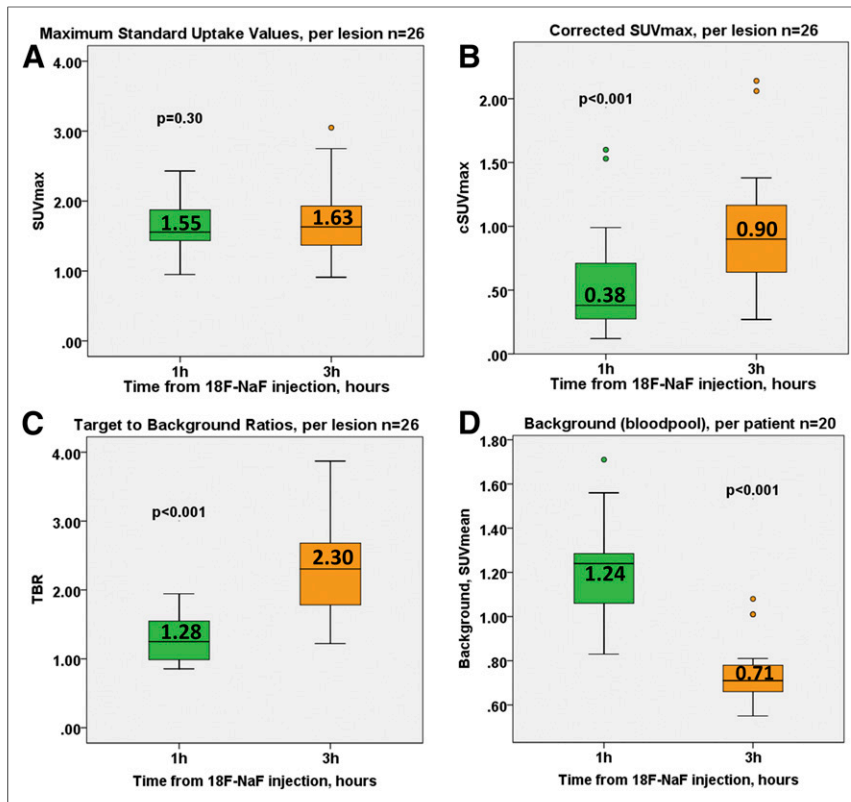 A
Maximum Standard Uptake Values, per lesion n=26
4.00
3.00
2.00
1.00
.00
SUVmax
p=0.30
1.55
1.63
1h
3h
Time from 18F-NaF injection, hours
B
Corrected SUVmax, per lesion n=26
2.00
1.50
1.00
.50
.00
cSUVmax
p<0.001
0.38
0.90
1h
3h
Time from 18F-NaF injection, hours
C
Target to Background Ratios, per lesion n=26
4.00
3.00
2.00
1.00
.00
TBR
p<0.001
1.28
2.30
1h
3h
Time from 18F-NaF injection, hours
D
Background (bloodpool), per patient n=20
1.80
1.60
1.40
1.20
1.00
.80
.60
Background, SUVmean
p<0.001
1.24
0.71
1h
3h
Time from 18F-NaF injection, hours